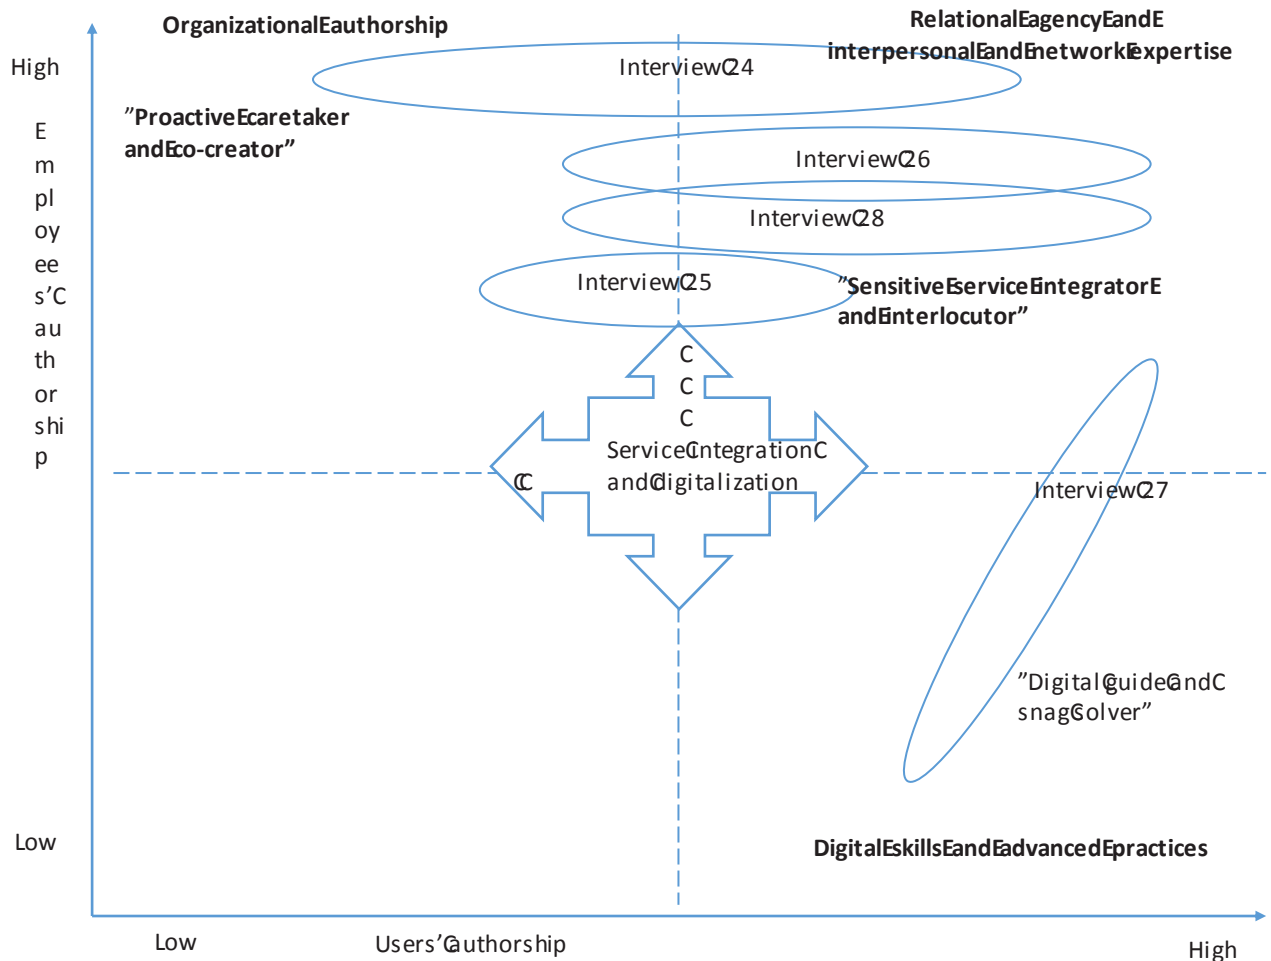 OrganizationalEauthorship
RelationalEagencyEandE
interpersonalEandEnetworkEexpertise
High
InterviewC24
"ProactiveEcaretaker
andEco-creator"
E
m
pl
oy
ee
s'C
au
th
or
shi
p
InterviewC26
InterviewC28
InterviewC25
"SensitiveEserviceEintegratorE
andEinterlocutor"
C
C
C
ServiceCintegrationC
CC
andCdigitalization
InterviewC27
"DigitalCguideCandC
snagCsolver"
Low
DigitalEskillsEandEadvancedEpractices
Low
Users'Cauthorship
High